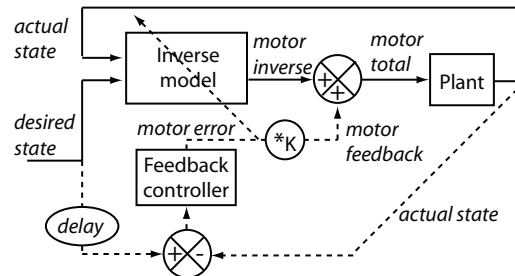 actual
state
Inverse
model
motor
inverse
+
+
motor
total
Plant
desired
state
motor error
*K
motor
feedback
Feedback
controller
delay
+
-
actual state